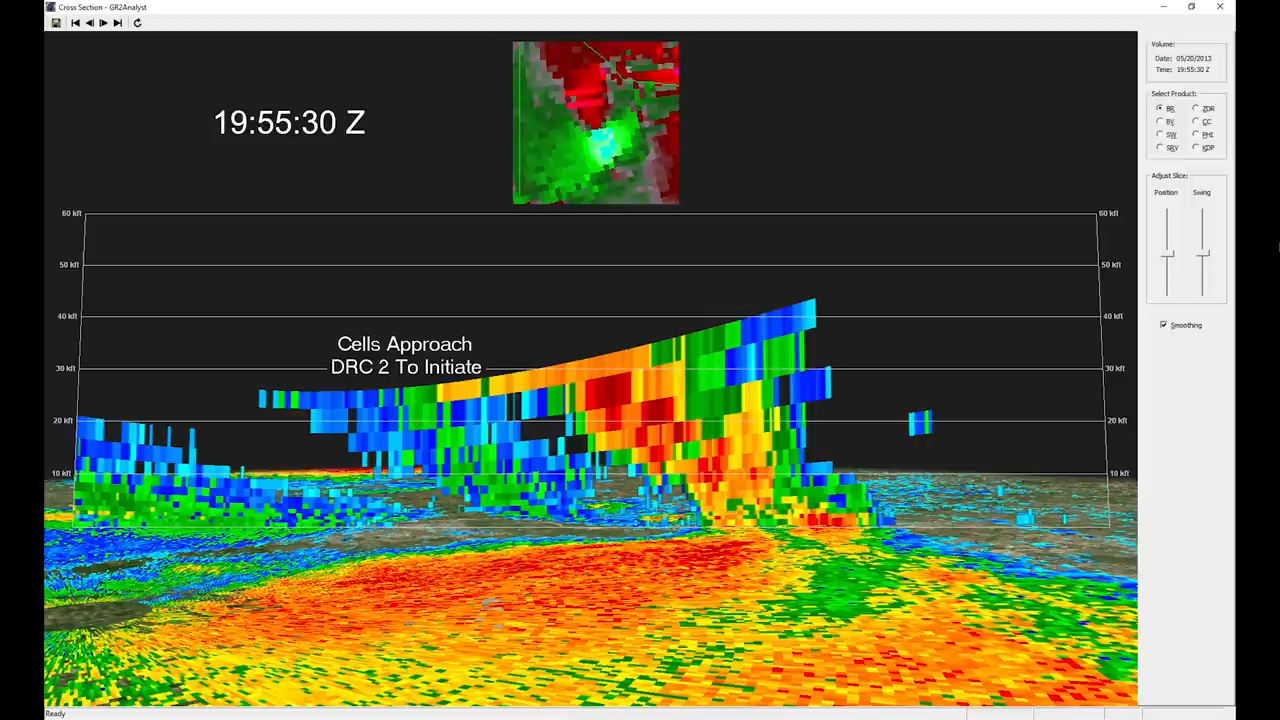 Cross Section - GR2Analyst
19:55:30 Z
Volume:
Date: 05/20/2013
Time: 19:55:30 Z
Select Product:
BR ZDR
BV CC
SW PHI
SRV KDP
Adjust Slice:
Position Swing
Smoothing
60 kft 60 kft
50 kft 50 kft
40 kft 40 kft
Cells Approach
DRC 2 To Initiate
30 kft 30 kft
20 kft 20 kft
10 kft 10 kft
Ready